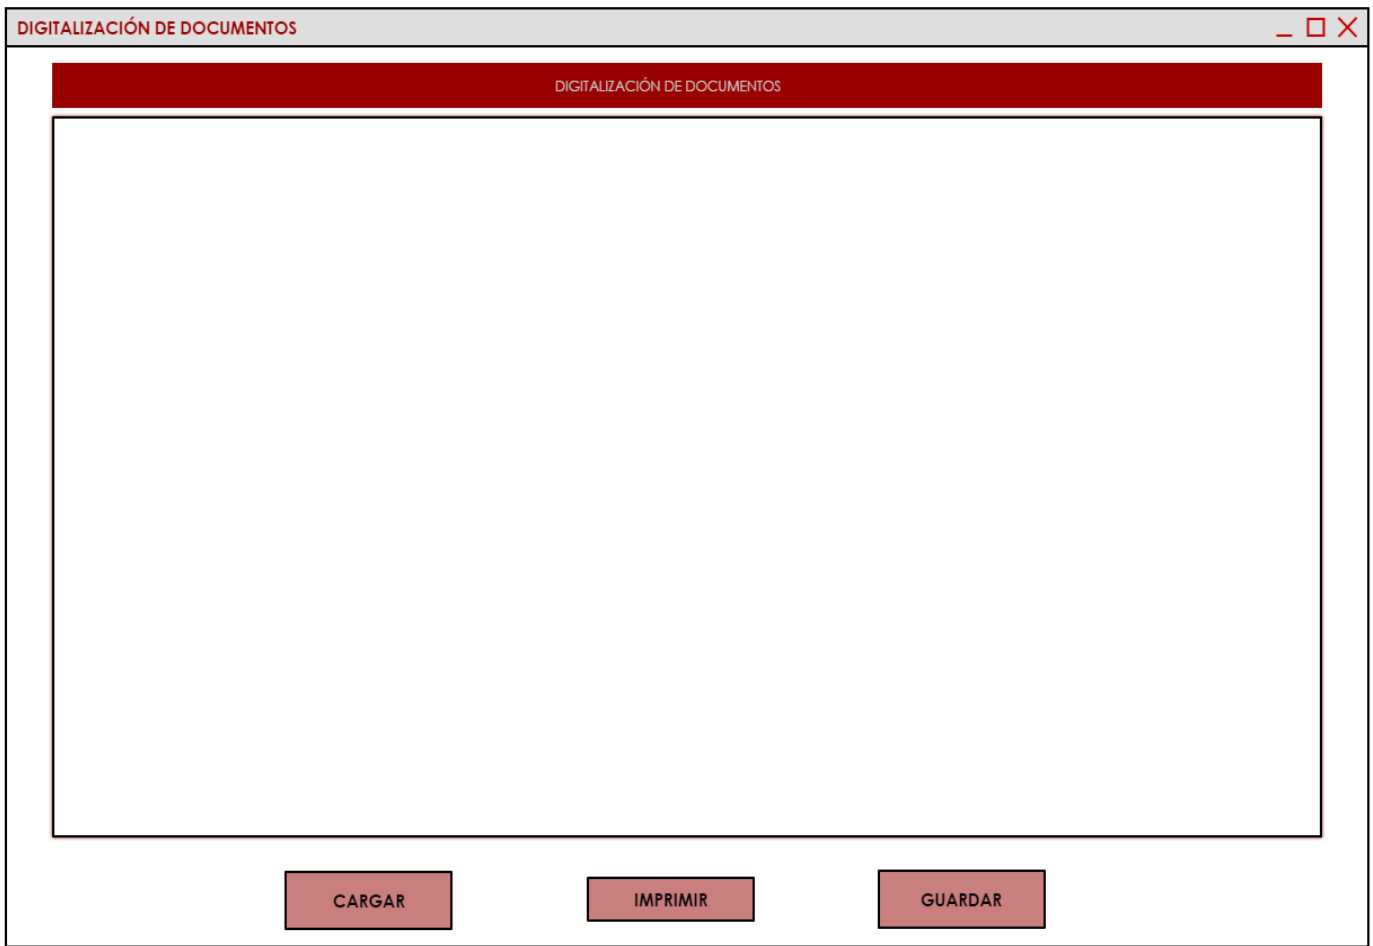 DIGITALIZACIÓN DE DOCUMENTOS
DIGITALIZACIÓN DE DOCUMENTOS
CARGAR
IMPRIMIR
GUARDAR